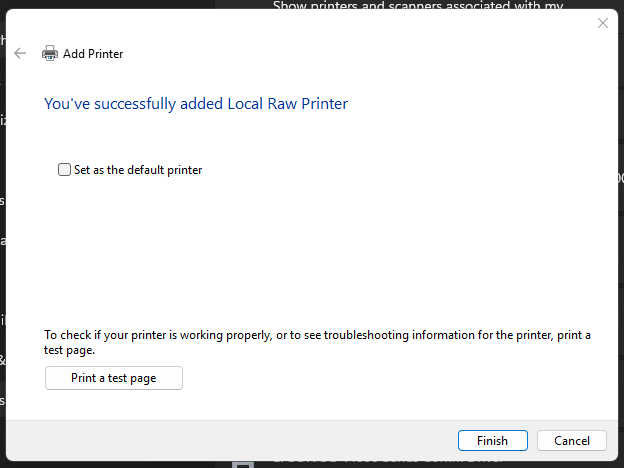 Show printers and scanners associated with my
Add Printer
You've successfully added Local Raw Printer
Set as the default printer
To check if your printer is working properly, or to see troubleshooting information for the printer, print a
test page.
Print a test page
Finish
Cancel